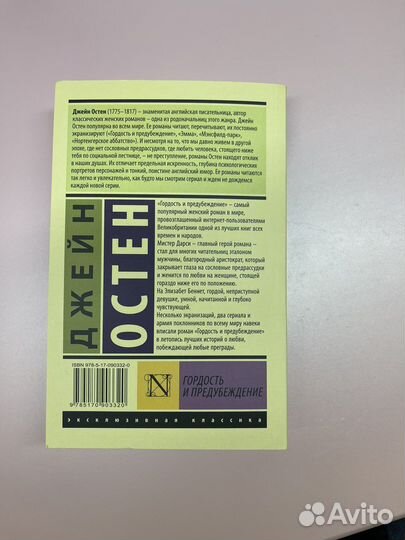 Джейн Остен (1775–1817) – знаменитая английская писательница, автор
классических женских романов – одна из родоначальниц этого жанра. Джейн
Остен популярна во всем мире. Ее романы читают, перечитывают, их постоянно
экранизируют («Гордость и предубеждение», «Эмма», «Мэнсфилд-парк»,
«Нортенгерское аббатство»). И несмотря на то, что мы давно живем в другой
эпохе, где нет сословных предрассудков, где любить человека, стоящего ниже
тебя по социальной лестнице, – не преступление, романы Остен находят отклик
в наших душах. Их отличает предельная искренность, глубина психологических
портретов персонажей и тонкий, поистине английский юмор. Ее романы читаются
так легко и увлекательно, как будто мы смотрим сериал и ждем не дождемся
каждой новой серии.
ДЖЕЙН
ОСТЕН
«Гордость и предубеждение» – самый
популярный женский роман в мире,
провозглашенный интернет-пользователями
Великобритании одной из лучших книг всех
времен и народов.
Мистер Дарси – главный герой романа –
стал для многих читательниц эталоном
мужчины, благородный аристократ, который
закрывает глаза на сословные предрассудки
и женится по любви на женщине, стоящей
гораздо ниже его по положению.
На Элизабет Беннет, гордой, неприступной
девушке, умной, начитанной и глубоко
чувствующей.
Несколько экранизаций, два сериала и
армия поклонников по всему миру навеки
вписали роман «Гордость и предубеждение»
в летопись лучших историй о любви,
побеждающей любые преграды.
ISBN 978-5-17-090332-0
9 785170 903320
N
ГОРДОСТЬ
И ПРЕДУБЕЖДЕНИЕ
эксклюзивная классика
Avito